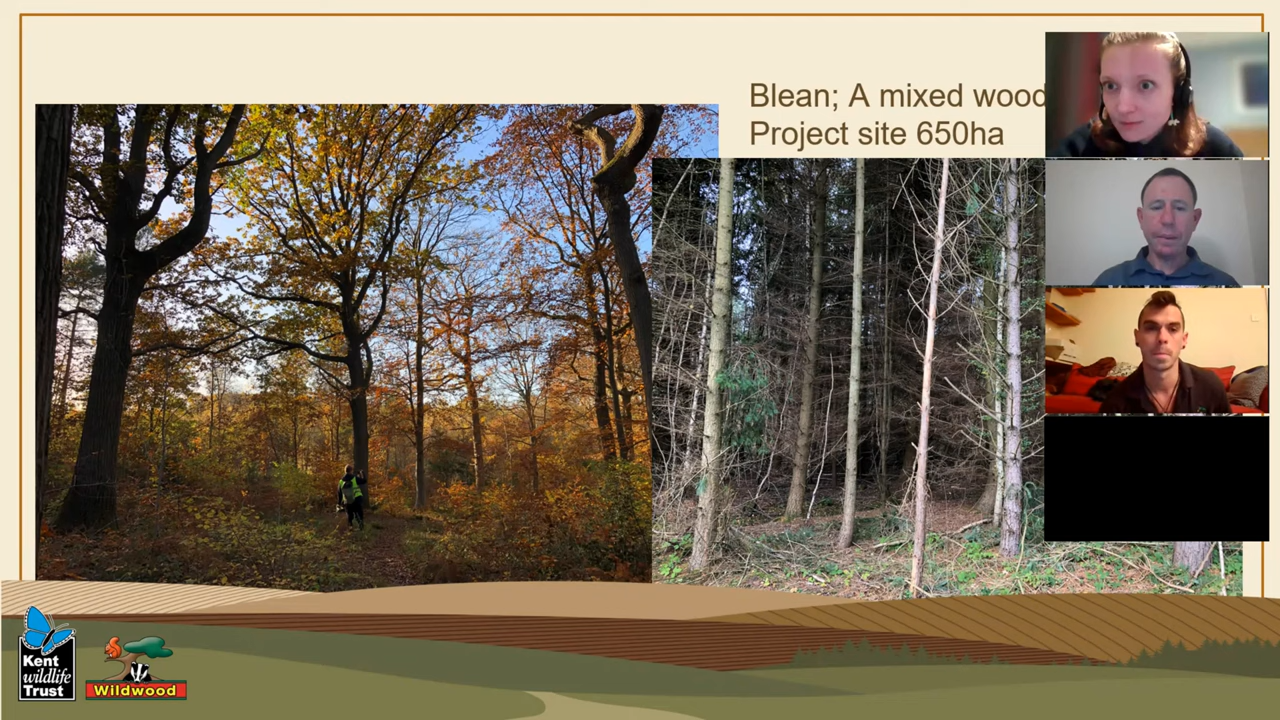 Blean; A mixed wood
Project site 650ha
Kent
wildlife
Trust
Wildwood